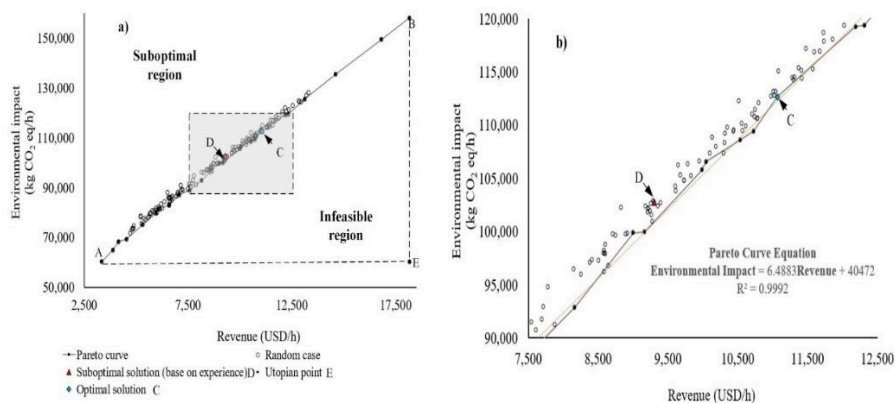 a)
Environmental impact
(kg CO₂ eq/h)
150,000
130,000
110,000
90,000
70,000
50,000
Suboptimal
region
B
D
C
Infeasible
region
A
E
2,500
7,500
12,500
17,500
Revenue (USD/h)
Pareto curve
Random case
Suboptimal solution (base on experience)D
Utopian point E
Optimal solution C
b)
Environmental impact
(kg CO₂ eq/h)
120,000
115,000
110,000
105,000
100,000
95,000
90,000
C
D
Pareto Curve Equation
Environmental Impact = 6.4883Revenue + 40472
R² = 0.9992
7,500
8,500
9,500
10,500
11,500
12,500
Revenue (USD/h)